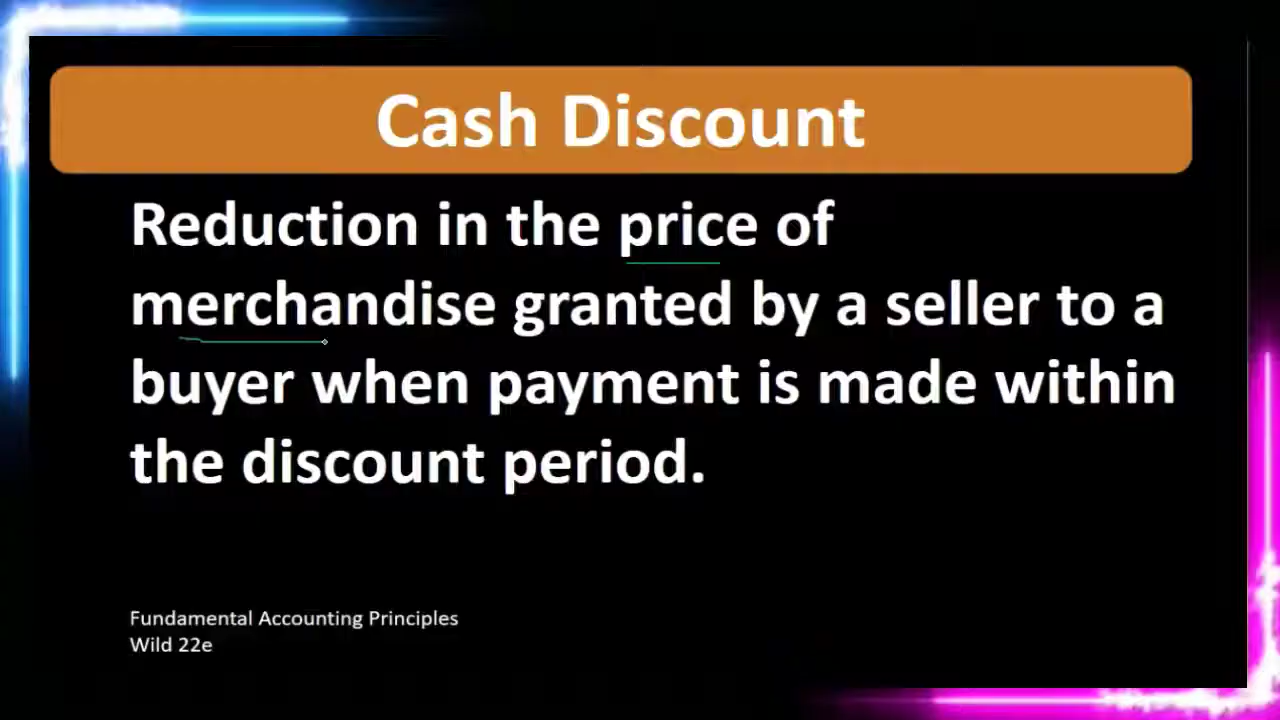 Cash Discount
Reduction in the price of
merchandise granted by a seller to a
buyer when payment is made within
the discount period.
Fundamental Accounting Principles
Wild 22e